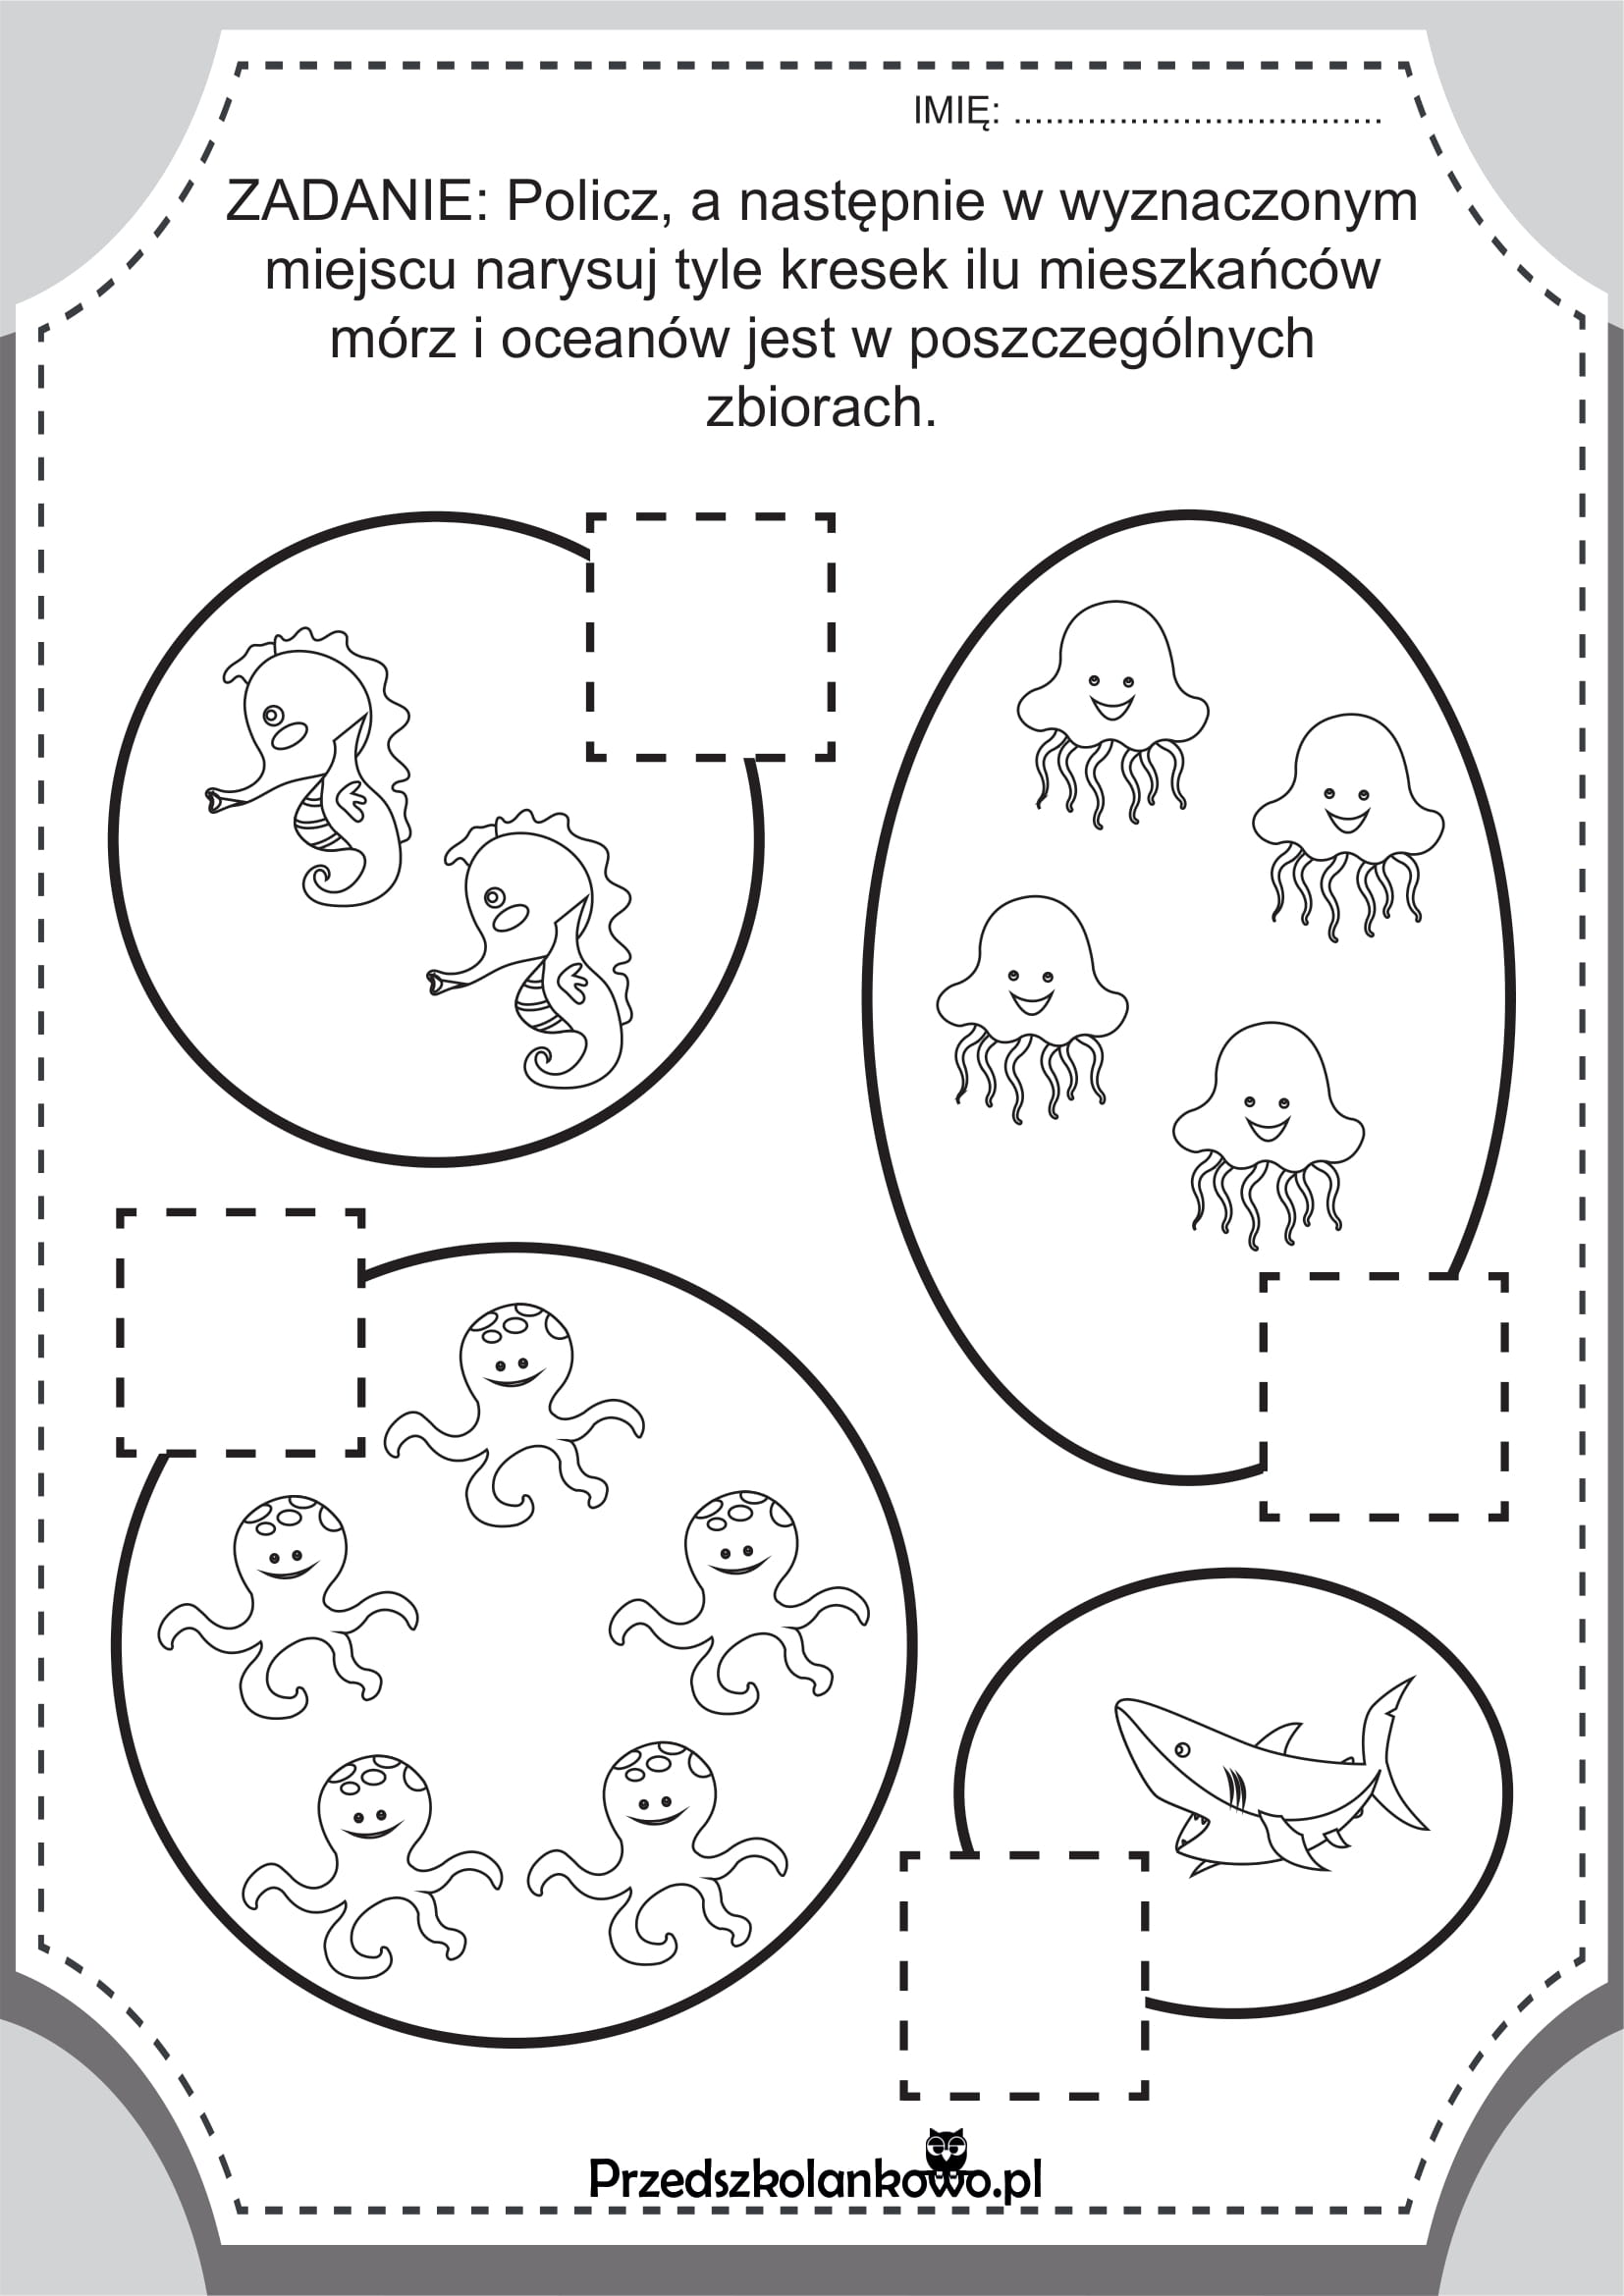 IMIĘ: ...................................
ZADANIE: Policz, a następnie w wyznaczonym
miejscu narysuj tyle kresek ilu mieszkańców
mórz i oceanów jest w poszczególnych
zbiorach.
Przedszkolankowo.pl